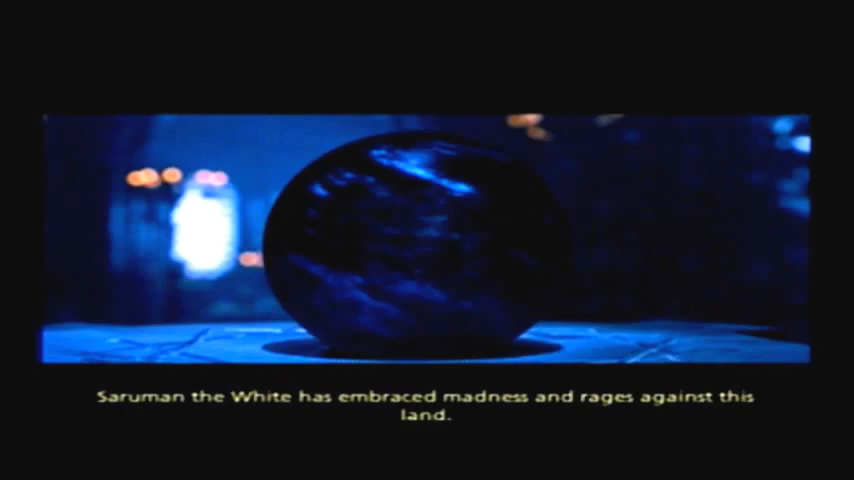 Saruman the White has embraced madness and rages against this
land.